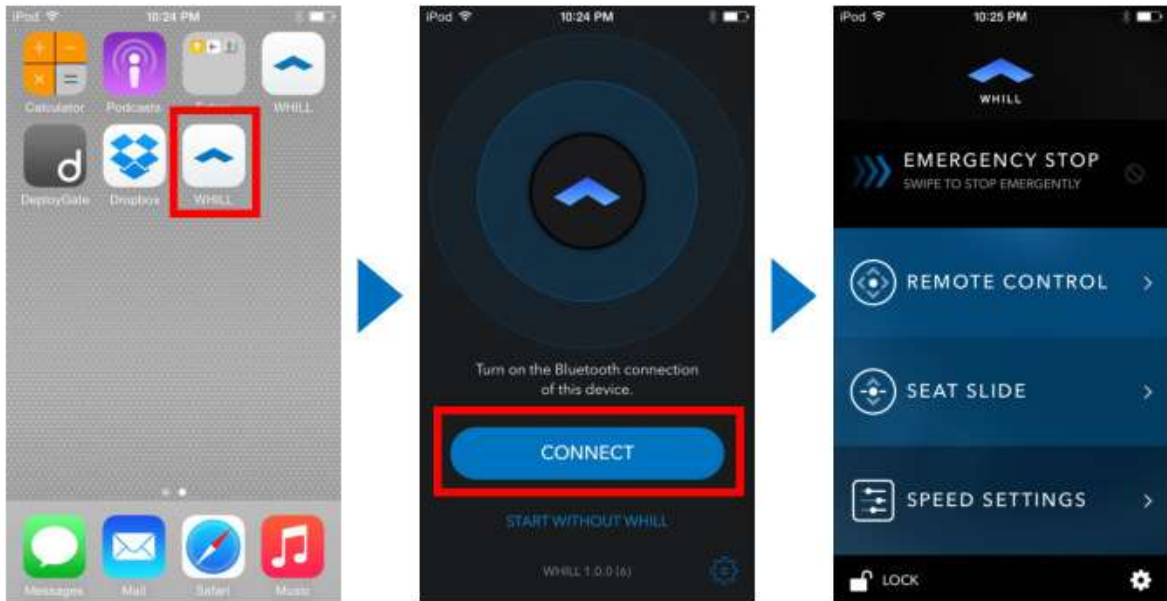 iPod 10:24 PM
Calculator Podcasts WHILL
DeployGate Dropbox WHILL
Messages Mail Safari Music
iPod 10:24 PM
Turn on the Bluetooth connection
of this device.
CONNECT
START WITHOUT WHILL
WHILL 1.0.0 (6)
iPod 10:25 PM
WHILL
EMERGENCY STOP
SWIPE TO STOP EMERGENTLY
REMOTE CONTROL
SEAT SLIDE
SPEED SETTINGS
LOCK